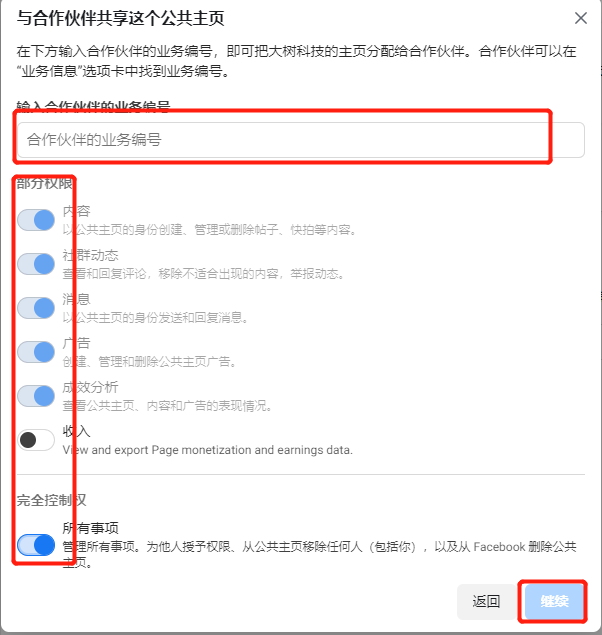 与合作伙伴共享这个公共主页
在下方输入合作伙伴的业务编号，即可把大树科技的主页分配给合作伙伴。合作伙伴可以在
“业务信息”选项卡中找到业务编号。
输入合作伙伴的业务编号
合作伙伴的业务编号
部分权限
内容
以公共主页的身份创建、管理或删除帖子、快拍等内容。
社群动态
查看和回复评论，移除不适合出现的内容，举报动态。
消息
以公共主页的身份发送和回复消息。
广告
创建、管理和删除公共主页广告。
成效分析
查看公共主页、内容和广告的表现情况。
收入
View and export Page monetization and earnings data.
完全控制权
所有事项
管理所有事项。为他人授予权限、从公共主页移除任何人（包括你），以及从 Facebook 删除公共
主页。
返回
继续